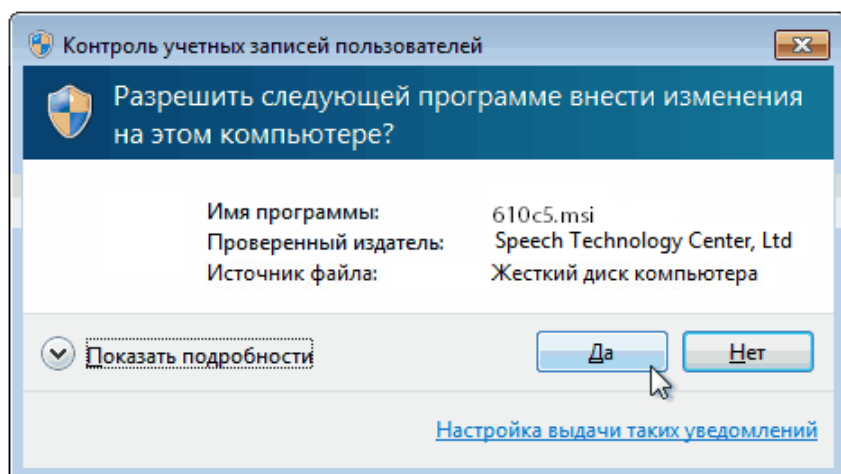 Контроль учетных записей пользователей
Разрешить следующей программе внести изменения
на этом компьютере?
Имя программы: 610c5.msi
Проверенный издатель: Speech Technology Center, Ltd
Источник файла: Жесткий диск компьютера
Показать подробности Да Нет
Настройка выдачи таких уведомлений